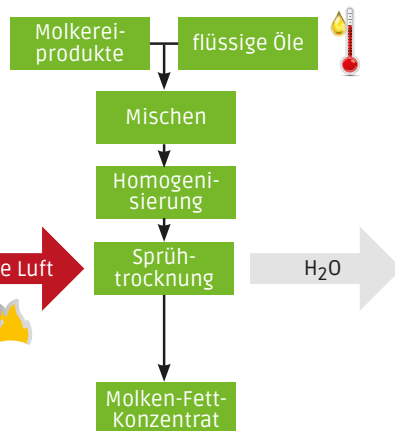 Molkerei-
produkte
flüssige Öle
Mischen
Homogeni-
sierung
e Luft
Sprüh-
trocknung
H₂O
Molken-Fett-
Konzentrat